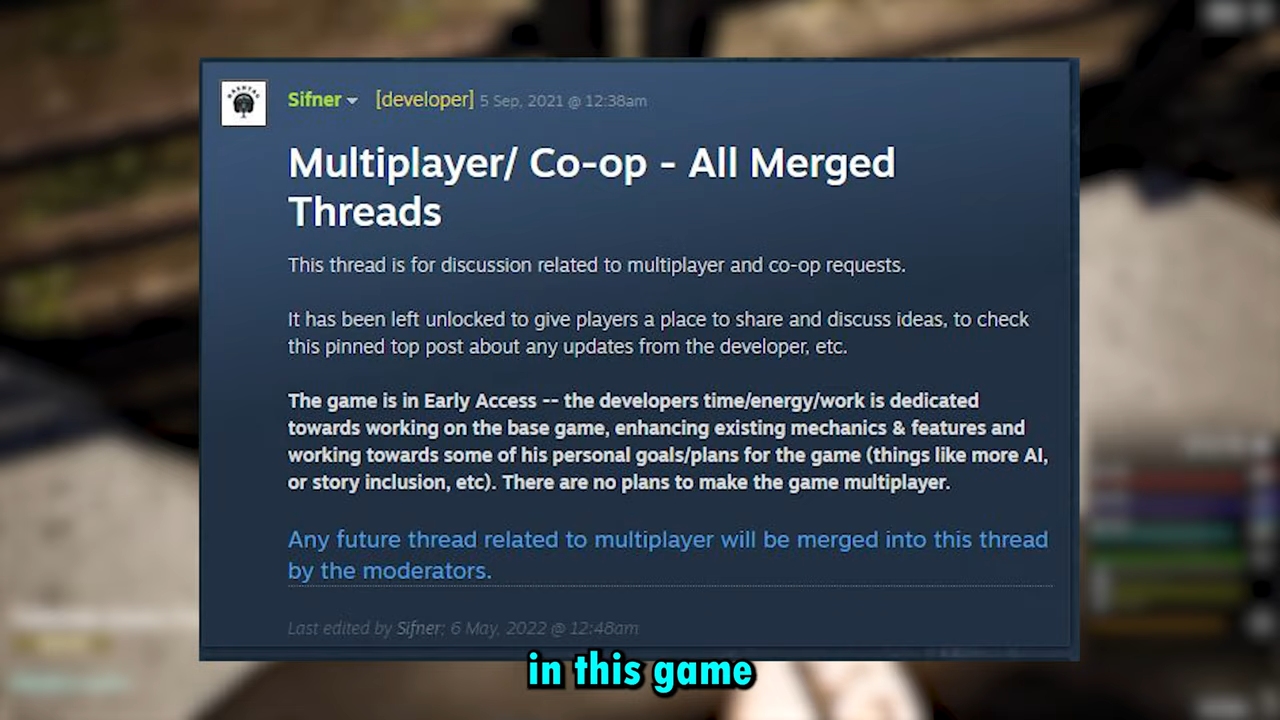 Sifner [developer] 5 Sep, 2021 @ 12:38am
Multiplayer/ Co-op - All Merged
Threads
This thread is for discussion related to multiplayer and co-op requests.
It has been left unlocked to give players a place to share and discuss ideas, to check
this pinned top post about any updates from the developer, etc.
The game is in Early Access -- the developers time/energy/work is dedicated
towards working on the base game, enhancing existing mechanics & features and
working towards some of his personal goals/plans for the game (things like more AI,
or story inclusion, etc). There are no plans to make the game multiplayer.
Any future thread related to multiplayer will be merged into this thread
by the moderators.
Last edited by Sifner; 6 May, 2022 @ 12:48am
in this game